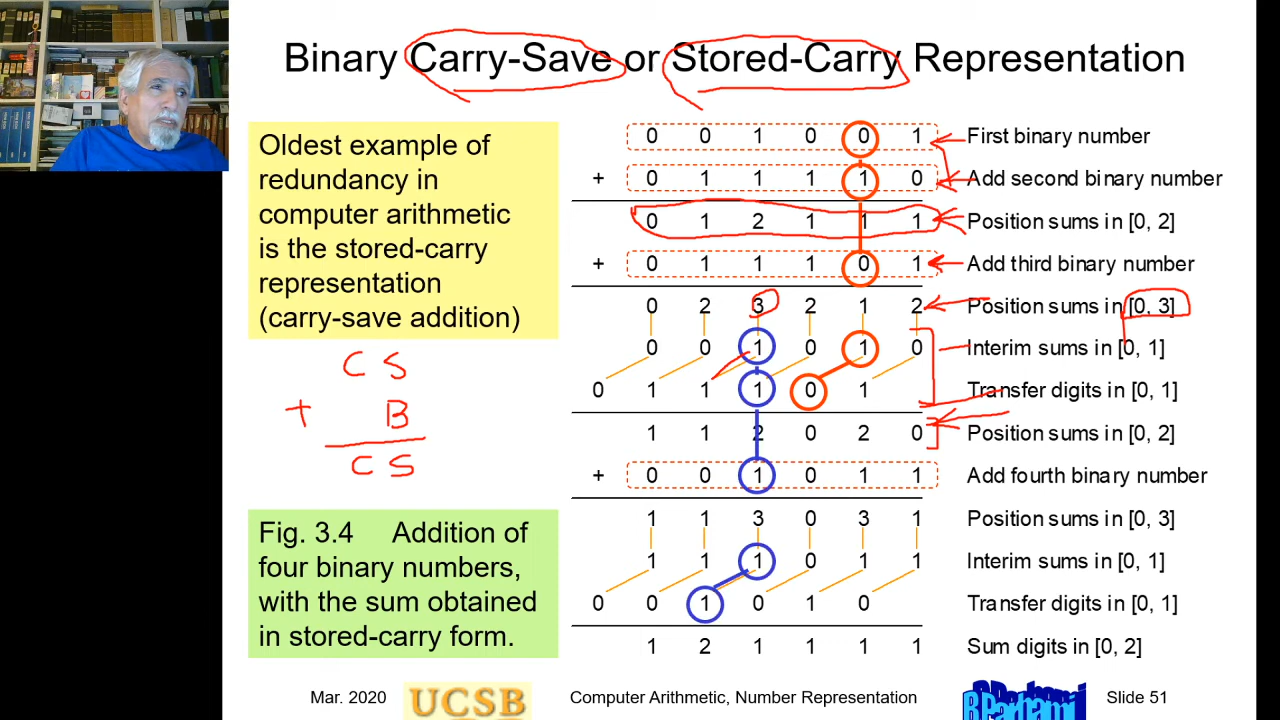 Binary Carry-Save or Stored-Carry Representation
Oldest example of
redundancy in
computer arithmetic
is the stored-carry
representation
(carry-save addition)
C S
+ B
C S
Fig. 3.4 Addition of
four binary numbers,
with the sum obtained
in stored-carry form.
0 0 1 0 0 1 First binary number
+ 0 1 1 1 1 0 Add second binary number
0 1 2 1 1 1 Position sums in [0, 2]
+ 0 1 1 1 0 1 Add third binary number
0 2 3 2 1 2 Position sums in [0, 3]
0 0 1 0 1 0 Interim sums in [0, 1]
0 1 1 1 0 1 Transfer digits in [0, 1]
1 1 2 0 2 0 Position sums in [0, 2]
+ 0 0 1 0 1 1 Add fourth binary number
1 1 3 0 3 1 Position sums in [0, 3]
1 1 1 0 1 1 Interim sums in [0, 1]
0 0 1 0 1 0 Transfer digits in [0, 1]
1 2 1 1 1 1 Sum digits in [0, 2]
Mar. 2020 UCSB Computer Arithmetic, Number Representation B.Parhami Slide 51